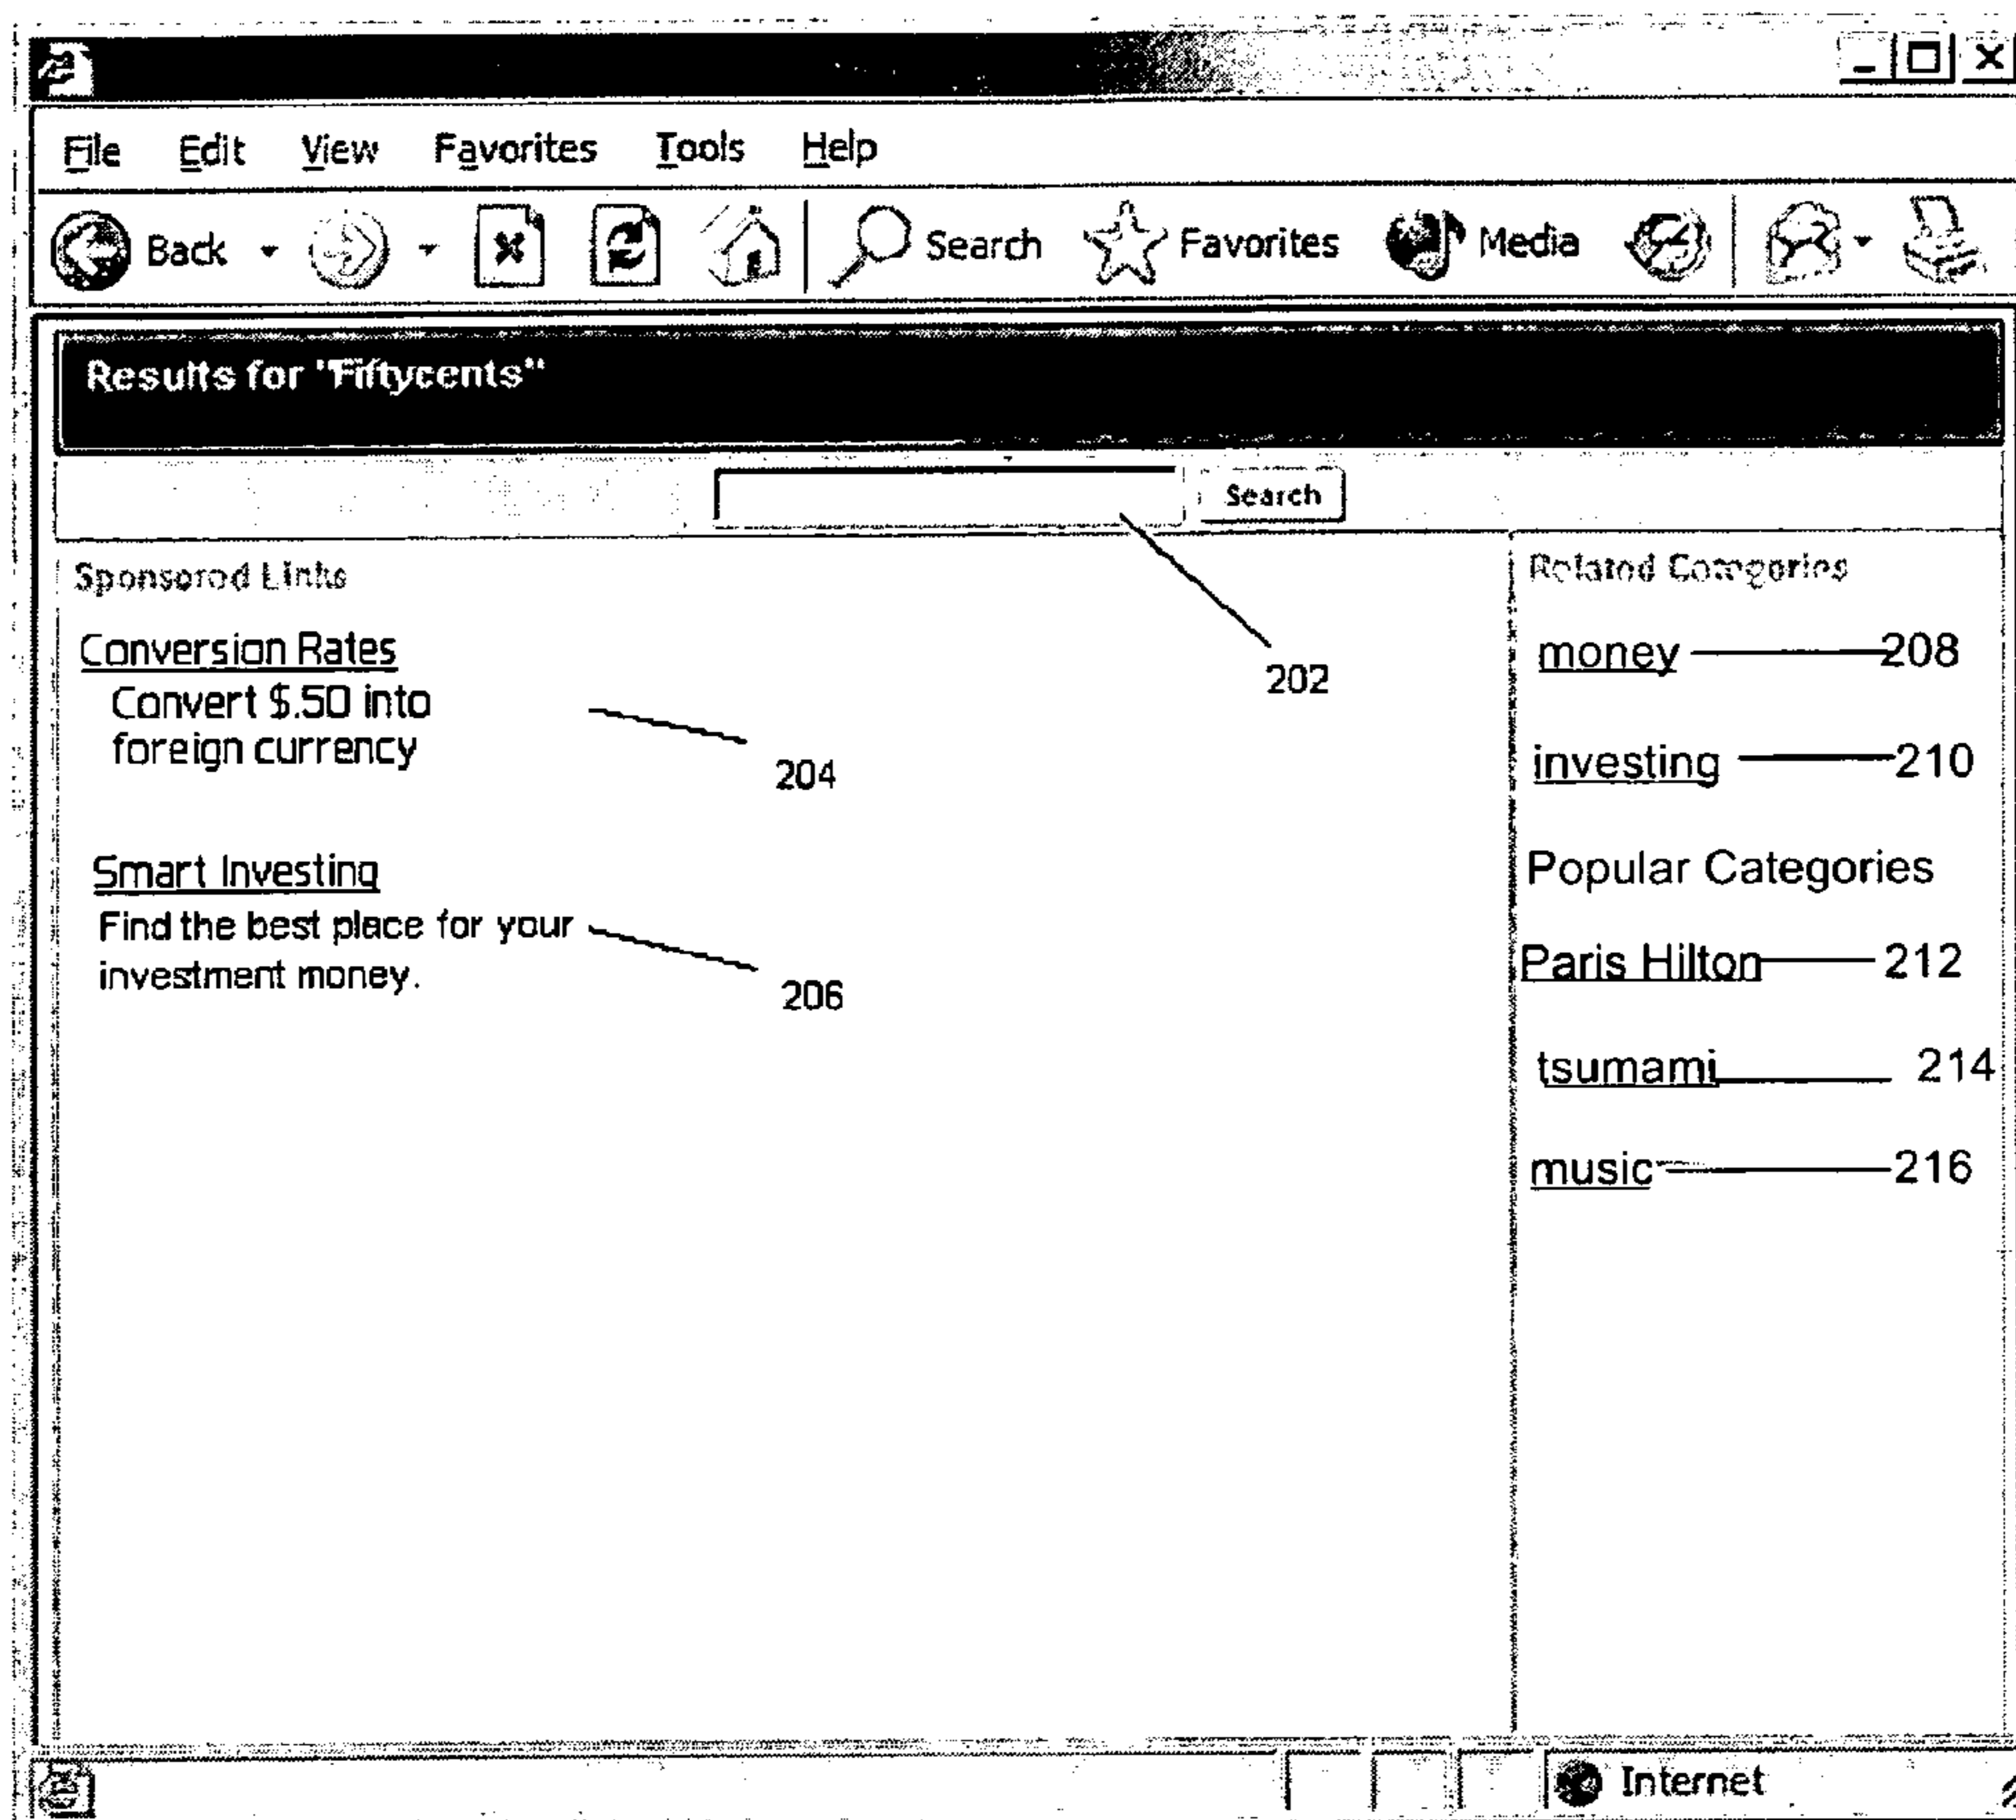 File Edit View Favorites Tools Help
Back Search Favorites Media
Results for "Fiftycents"
Search
Sponsored Links
Related Categories
Conversion Rates
Convert $.50 into
foreign currency
202
204
money 208
investing 210
Smart Investing
Find the best place for your
investment money.
206
Popular Categories
Paris Hilton 212
tsumami 214
music 216
Internet